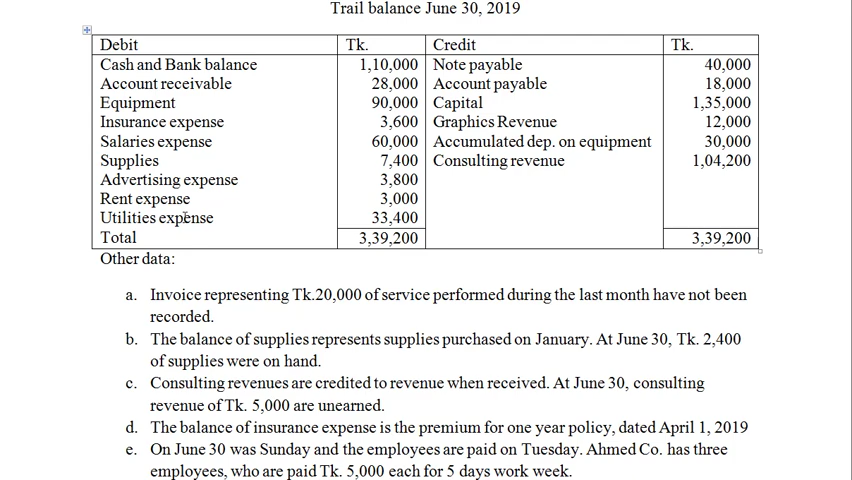 Trail balance June 30, 2019
Debit Tk. Credit Tk.
Cash and Bank balance 1,10,000 Note payable 40,000
Account receivable 28,000 Account payable 18,000
Equipment 90,000 Capital 1,35,000
Insurance expense 3,600 Graphics Revenue 12,000
Salaries expense 60,000 Accumulated dep. on equipment 30,000
Supplies 7,400 Consulting revenue 1,04,200
Advertising expense 3,800
Rent expense 3,000
Utilities expense 33,400
Total 3,39,200 3,39,200
Other data:
a. Invoice representing Tk.20,000 of service performed during the last month have not been
recorded.
b. The balance of supplies represents supplies purchased on January. At June 30, Tk. 2,400
of supplies were on hand.
c. Consulting revenues are credited to revenue when received. At June 30, consulting
revenue of Tk. 5,000 are unearned.
d. The balance of insurance expense is the premium for one year policy, dated April 1, 2019
e. On June 30 was Sunday and the employees are paid on Tuesday. Ahmed Co. has three
employees, who are paid Tk. 5,000 each for 5 days work week.